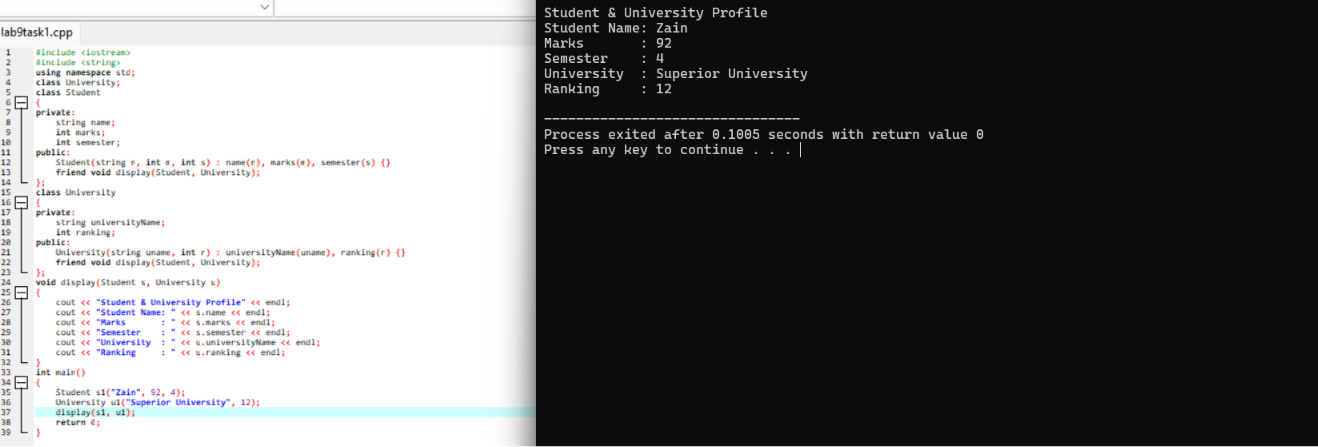 lab9task1.cpp
1 #include <iostream>
2 #include <string>
3 using namespace std;
4 class University;
5 class Student
6 {
7 private:
8     string name;
9     int marks;
10     int semester;
11 public:
12     Student(string n, int m, int s) : name(n), marks(m), semester(s) {}
13     friend void display(Student, University);
14 };
15 class University
16 {
17 private:
18     string universityName;
19     int ranking;
20 public:
21     University(string uname, int r) : universityName(uname), ranking(r) {}
22     friend void display(Student, University);
23 };
24 void display(Student s, University u)
25 {
26     cout << "Student & University Profile" << endl;
27     cout << "Student Name: " << s.name << endl;
28     cout << "Marks       : " << s.marks << endl;
29     cout << "Semester    : " << s.semester << endl;
30     cout << "University  : " << u.universityName << endl;
31     cout << "Ranking     : " << u.ranking << endl;
32 }
33 int main()
34 {
35     Student s1("Zain", 92, 4);
36     University u1("Superior University", 12);
37     display(s1, u1);
38     return 0;
39 }
Student & University Profile
Student Name: Zain
Marks       : 92
Semester    : 4
University  : Superior University
Ranking     : 12
--------------------------------
Process exited after 0.1005 seconds with return value 0
Press any key to continue . . .